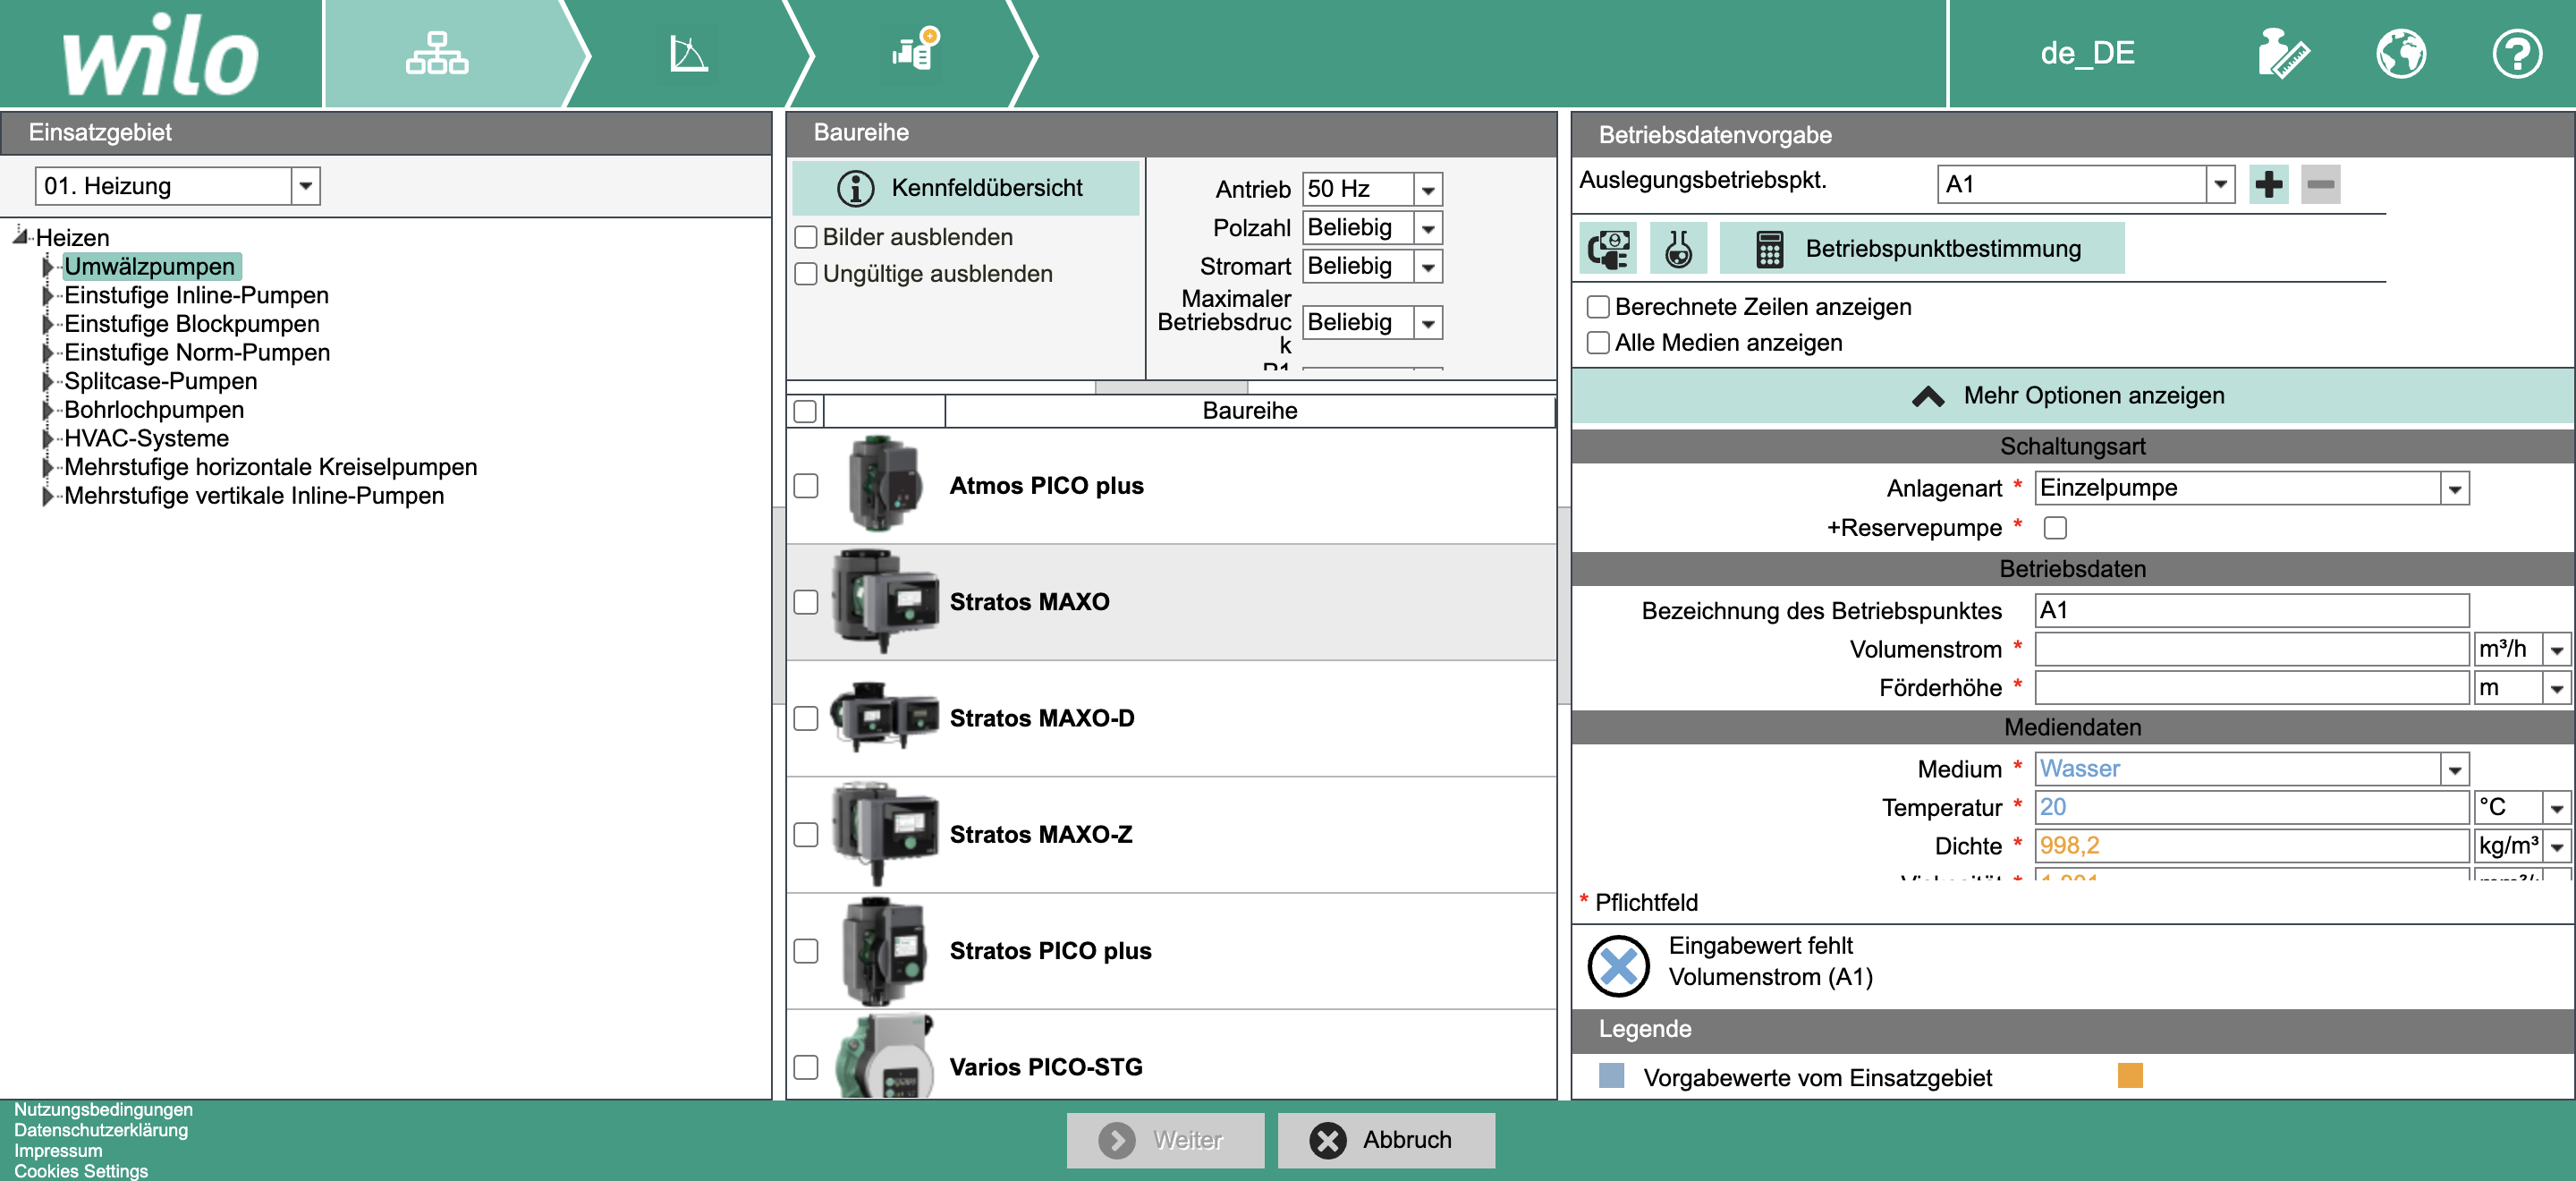 wilo
de_DE
Einsatzgebiet
01. Heizung
Heizen
Umwälzpumpen
Einstufige Inline-Pumpen
Einstufige Blockpumpen
Einstufige Norm-Pumpen
Splitcase-Pumpen
Bohrlochpumpen
HVAC-Systeme
Mehrstufige horizontale Kreiselpumpen
Mehrstufige vertikale Inline-Pumpen
Baureihe
Kennfeldübersicht
Bilder ausblenden
Ungültige ausblenden
Antrieb 50 Hz
Polzahl Beliebig
Stromart Beliebig
Maximaler
Betriebsdruc Beliebig
k
Baureihe
Atmos PICO plus
Stratos MAXO
Stratos MAXO-D
Stratos MAXO-Z
Stratos PICO plus
Varios PICO-STG
Betriebsdatenvorgabe
Auslegungsbetriebspkt. A1
Betriebspunktbestimmung
Berechnete Zeilen anzeigen
Alle Medien anzeigen
Mehr Optionen anzeigen
Schaltungsart
Anlagenart * Einzelpumpe
+Reservepumpe *
Betriebsdaten
Bezeichnung des Betriebspunktes A1
Volumenstrom * m³/h
Förderhöhe * m
Mediendaten
Medium * Wasser
Temperatur * 20 °C
Dichte * 998,2 kg/m³
* Pflichtfeld
Eingabewert fehlt
Volumenstrom (A1)
Legende
Vorgabewerte vom Einsatzgebiet
Nutzungsbedingungen
Datenschutzerklärung
Impressum
Cookies Settings
Weiter
Abbruch